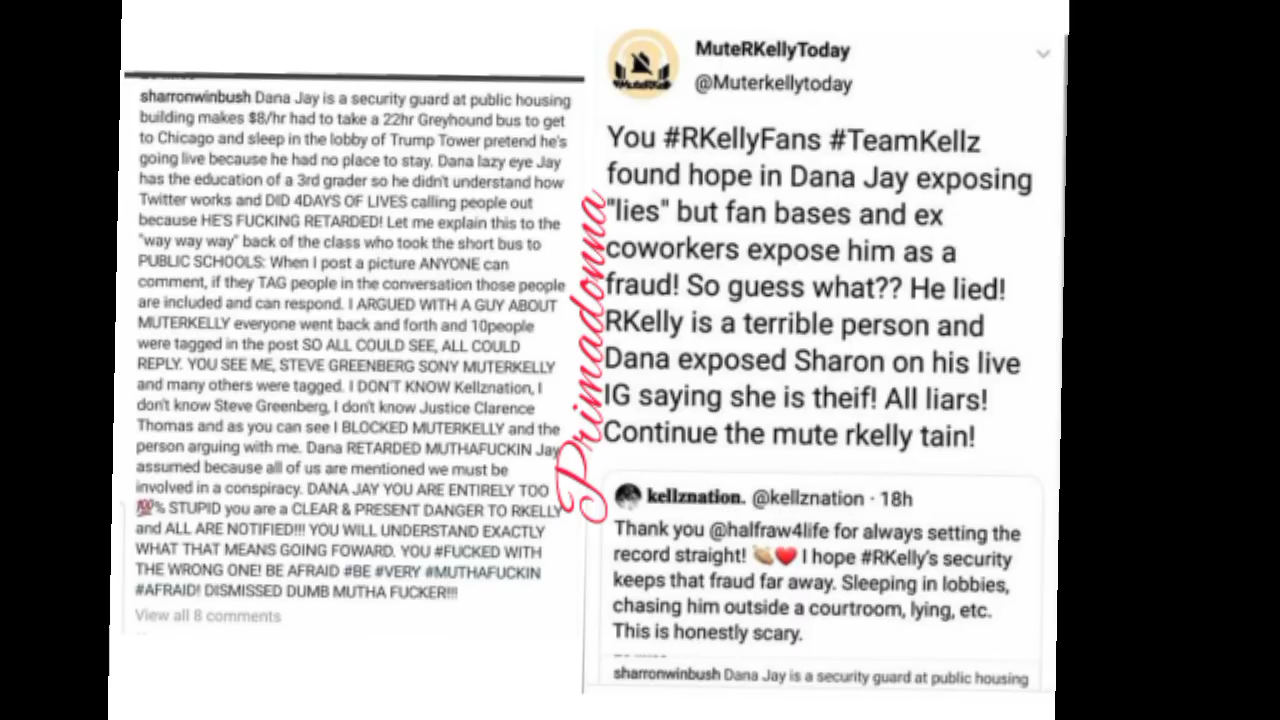 sharronwinbush Dana Jay is a security guard at public housing
building makes $8/hr had to take a 22hr Greyhound bus to get
to Chicago and sleep in the lobby of Trump Tower pretend he's
going live because he had no place to stay. Dana lazy eye Jay
has the education of a 3rd grader so he didn't understand how
Twitter works and DID 4DAYS OF LIVES calling people out
because HE'S FUCKING RETARDED! Let me explain this to the
"way way way" back of the class who took the short bus to
PUBLIC SCHOOLS: When I post a picture ANYONE can
comment, if they TAG people in the conversation those people
are included and can respond. I ARGUED WITH A GUY ABOUT
MUTERKELLY everyone went back and forth and 10people
were tagged in the post SO ALL COULD SEE, ALL COULD
REPLY. YOU SEE ME, STEVE GREENBERG SONY MUTERKELLY
and many others were tagged. I DON'T KNOW Kellznation, I
don't know Steve Greenberg, I don't know Justice Clarence
Thomas and as you can see I BLOCKED MUTERKELLY and the
person arguing with me. Dana RETARDED MUTHAFUCKIN Jay
assumed because all of us are mentioned we must be
involved in a conspiracy. DANA JAY YOU ARE ENTIRELY TOO
💯% STUPID you are a CLEAR & PRESENT DANGER TO RKELLY
and ALL ARE NOTIFIED!!! YOU WILL UNDERSTAND EXACTLY
WHAT THAT MEANS GOING FOWARD. YOU #FUCKED WITH
THE WRONG ONE! BE AFRAID #BE #VERY #MUTHAFUCKIN
#AFRAID! DISMISSED DUMB MUTHA FUCKER!!!
View all 8 comments
Primadonna
MuteRKellyToday
@Muterkellytoday
You #RKellyFans #TeamKellz
found hope in Dana Jay exposing
"lies" but fan bases and ex
coworkers expose him as a
fraud! So guess what?? He lied!
RKelly is a terrible person and
Dana exposed Sharon on his live
IG saying she is theif! All liars!
Continue the mute rkelly tain!
kellznation. @kellznation · 18h
Thank you @halfraw4life for always setting the
record straight! 👏🏼❤️ I hope #RKelly's security
keeps that fraud far away. Sleeping in lobbies,
chasing him outside a courtroom, lying, etc.
This is honestly scary.
sharronwinbush Dana Jay is a security guard at public housing